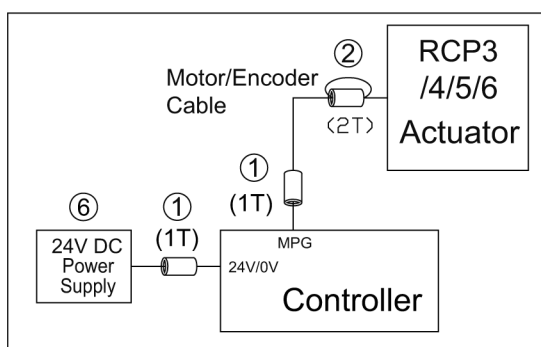 ②
RCP3
/4/5/6
Actuator
Motor/Encoder
Cable
(2T)
①
(1T)
⑥
①
(1T)
24V DC
Power
Supply
MPG
24V/0V
Controller